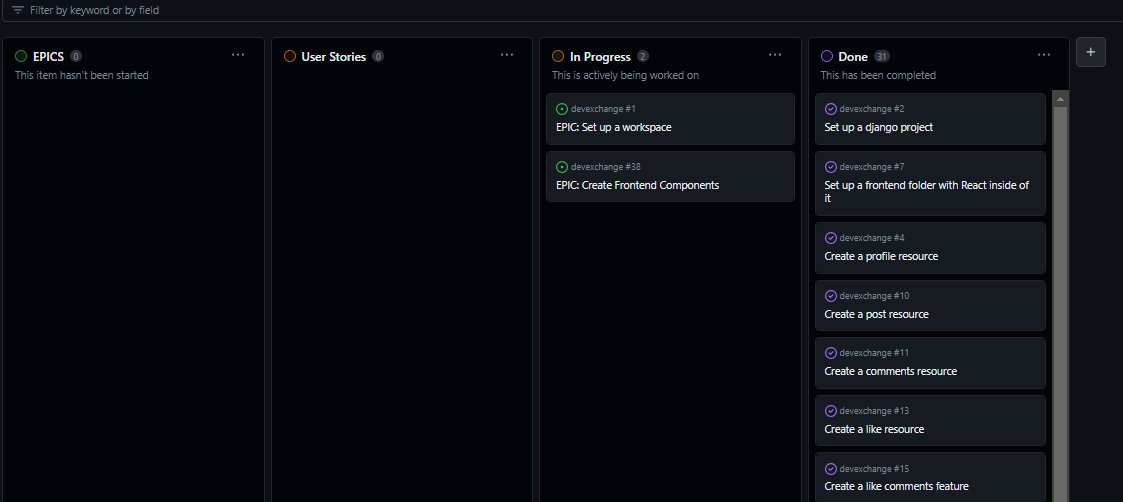 Filter by keyword or by field
EPICS 0
This item hasn't been started
User Stories 0
In Progress 2
This is actively being worked on
devexchange #1
EPIC: Set up a workspace
devexchange #38
EPIC: Create Frontend Components
Done 31
This has been completed
devexchange #2
Set up a django project
devexchange #7
Set up a frontend folder with React inside of
it
devexchange #4
Create a profile resource
devexchange #10
Create a post resource
devexchange #11
Create a comments resource
devexchange #13
Create a like resource
devexchange #15
Create a like comments feature